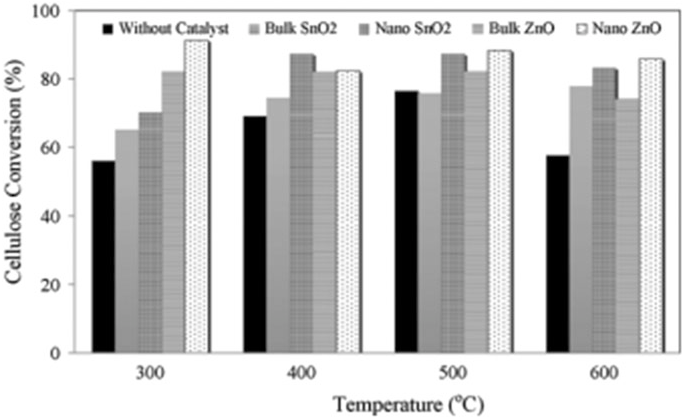 100
Without Catalyst Bulk SnO2 Nano SnO2 Bulk ZnO Nano ZnO
80
60
40
20
0
Cellulose Conversion (%)
300 400 500 600
Temperature (°C)